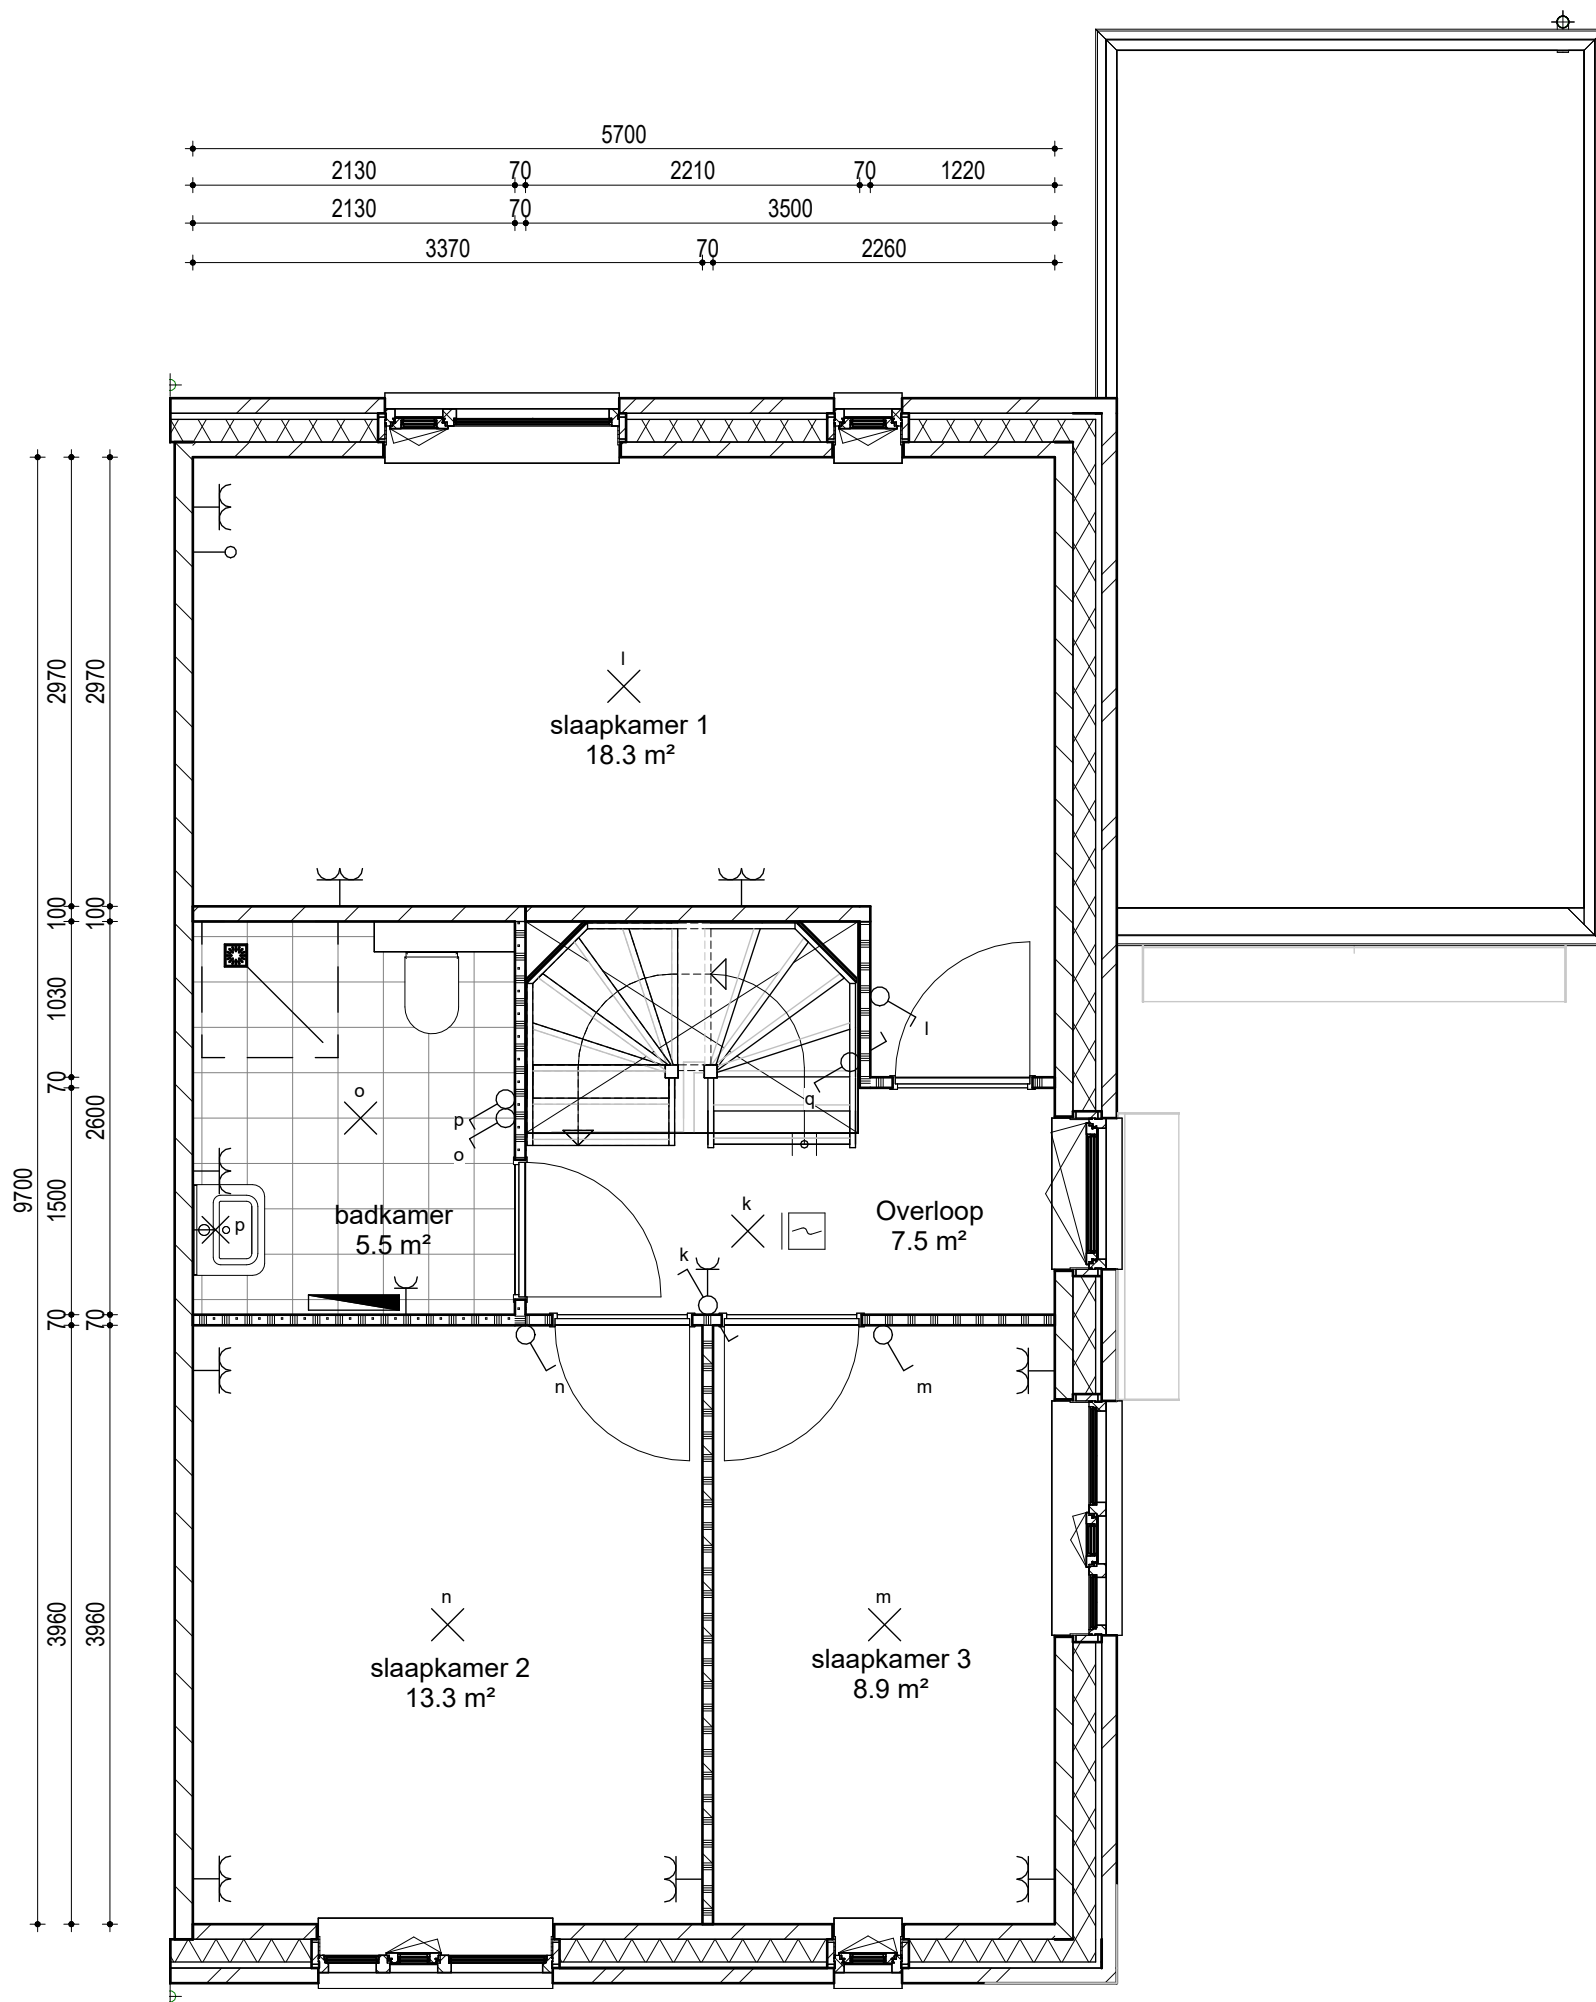 5700
2130 70 2210 70 1220
2130 70 3500
3370 70 2260
l
slaapkamer 1
18.3 m²
9700
2970 100 1030 70 1500 70 3960
2970 100 2600 70 3960
l
q
o
p
o
p
badkamer
5.5 m²
k
k
Overloop
7.5 m²
n
m
n
slaapkamer 2
13.3 m²
m
slaapkamer 3
8.9 m²